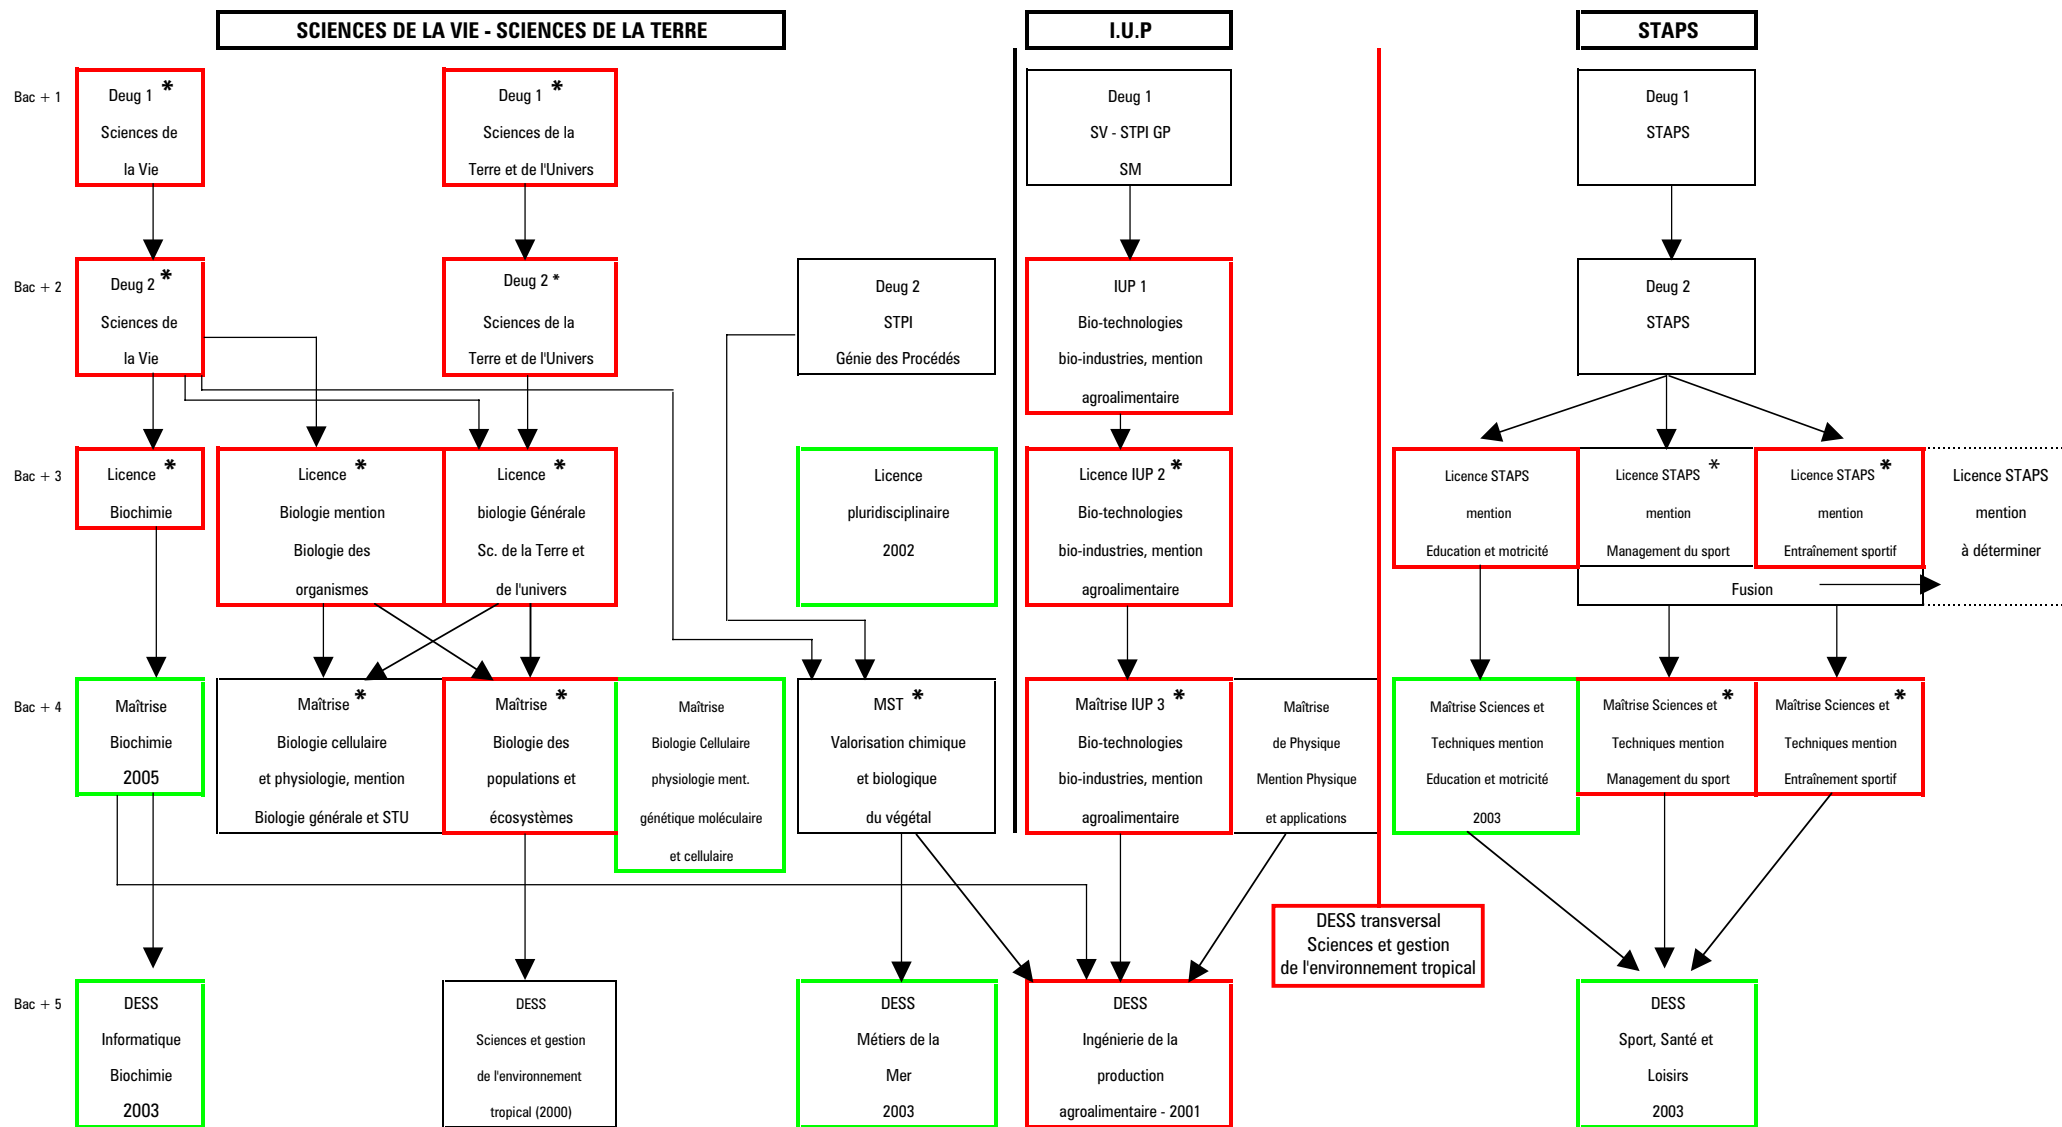 SCIENCES DE LA VIE - SCIENCES DE LA TERRE
I.U.P
STAPS
Bac + 1
Deug 1 *
Sciences de
la Vie
Deug 1 *
Sciences de la
Terre et de l'Univers
Deug 1
SV - STPI GP
SM
Deug 1
STAPS
Bac + 2
Deug 2 *
Sciences de
la Vie
Deug 2 *
Sciences de la
Terre et de l'Univers
Deug 2
STPI
Génie des Procédés
IUP 1
Bio-technologies
bio-industries, mention
agroalimentaire
Deug 2
STAPS
Bac + 3
Licence *
Biochimie
Licence *
Biologie mention
Biologie des
organismes
Licence *
biologie Générale
Sc. de la Terre et
de l'univers
Licence
pluridisciplinaire
2002
Licence IUP 2 *
Bio-technologies
bio-industries, mention
agroalimentaire
Licence STAPS
mention
Education et motricité
Licence STAPS *
mention
Management du sport
Licence STAPS *
mention
Entraînement sportif
Licence STAPS
mention
à déterminer
Fusion
Bac + 4
Maîtrise
Biochimie
2005
Maîtrise *
Biologie cellulaire
et physiologie, mention
Biologie générale et STU
Maîtrise *
Biologie des
populations et
écosystèmes
Maîtrise
Biologie Cellulaire
physiologie ment.
génétique moléculaire
et cellulaire
MST *
Valorisation chimique
et biologique
du végétal
Maîtrise IUP 3 *
Bio-technologies
bio-industries, mention
agroalimentaire
Maîtrise
de Physique
Mention Physique
et applications
Maîtrise Sciences et
Techniques mention
Education et motricité
2003
Maîtrise Sciences et *
Techniques mention
Management du sport
Maîtrise Sciences et *
Techniques mention
Entraînement sportif
DESS transversal
Sciences et gestion
de l'environnement tropical
Bac + 5
DESS
Informatique
Biochimie
2003
DESS
Sciences et gestion
de l'environnement
tropical (2000)
DESS
Métiers de la
Mer
2003
DESS
Ingénierie de la
production
agroalimentaire - 2001
DESS
Sport, Santé et
Loisirs
2003